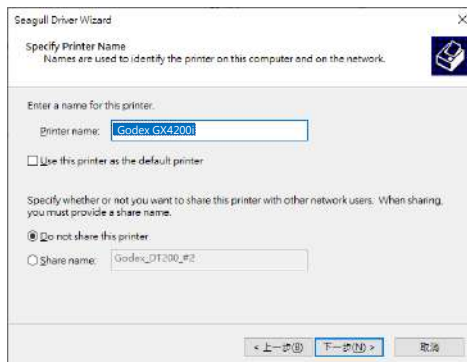 Seagull Driver Wizard
Specify Printer Name
Names are used to identify the printer on this computer and on the network.
Enter a name for this printer.
Printer name: Godex GX4200i
Use this printer as the default printer
Specify whether or not you want to share this printer with other network users. When sharing,
you must provide a share name.
Do not share this printer
Share name: Godex_DT200_#2
< 上一步(B) 下一步(N) > 取消